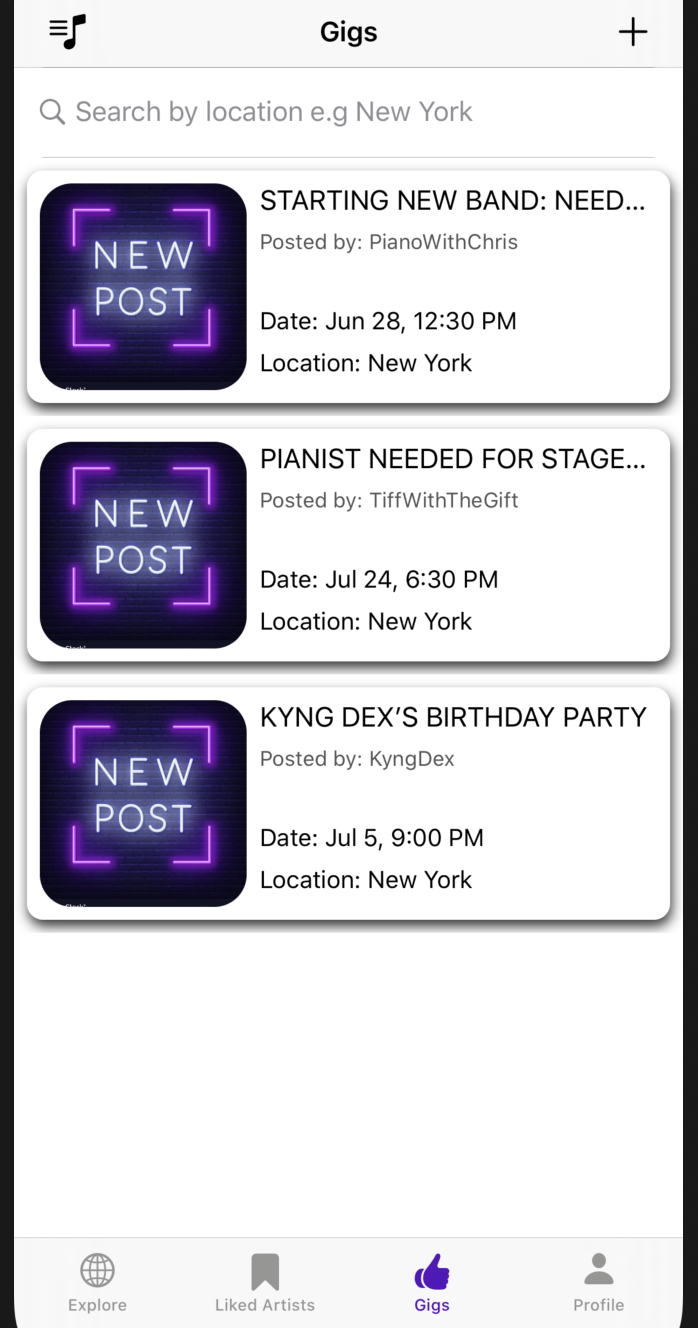 Gigs
Search by location e.g New York
NEW
POST
STARTING NEW BAND: NEED...
Posted by: PianoWithChris
Date: Jun 28, 12:30 PM
Location: New York
NEW
POST
PIANIST NEEDED FOR STAGE...
Posted by: TiffWithTheGift
Date: Jul 24, 6:30 PM
Location: New York
NEW
POST
KYNG DEX’S BIRTHDAY PARTY
Posted by: KyngDex
Date: Jul 5, 9:00 PM
Location: New York
Explore
Liked Artists
Gigs
Profile